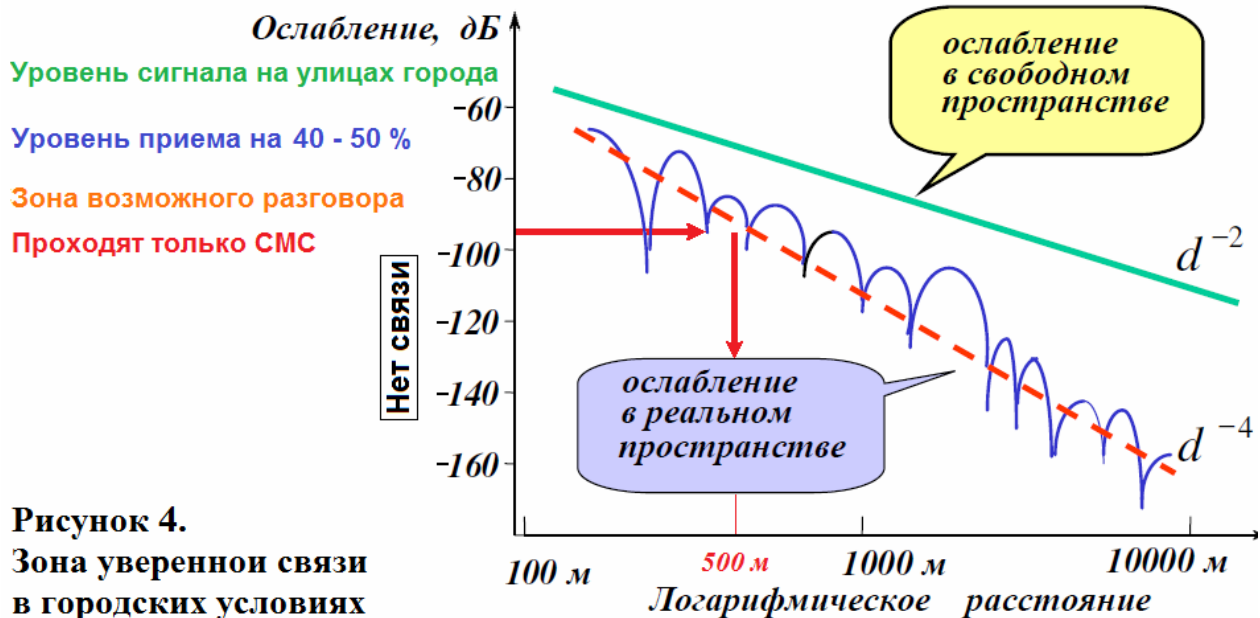 Ослабление, дБ
Уровень сигнала на улицах города
Уровень приема на 40 - 50 %
Зона возможного разговора
Проходят только СМС
Нет связи
-60
-80
-100
-120
-140
-160
ослабление
в свободном
пространстве
d⁻²
ослабление
в реальном
пространстве
d⁻⁴
100 м
500 м
1000 м
10000 м
Логарифмическое расстояние
Рисунок 4.
Зона уверенной связи
в городских условиях